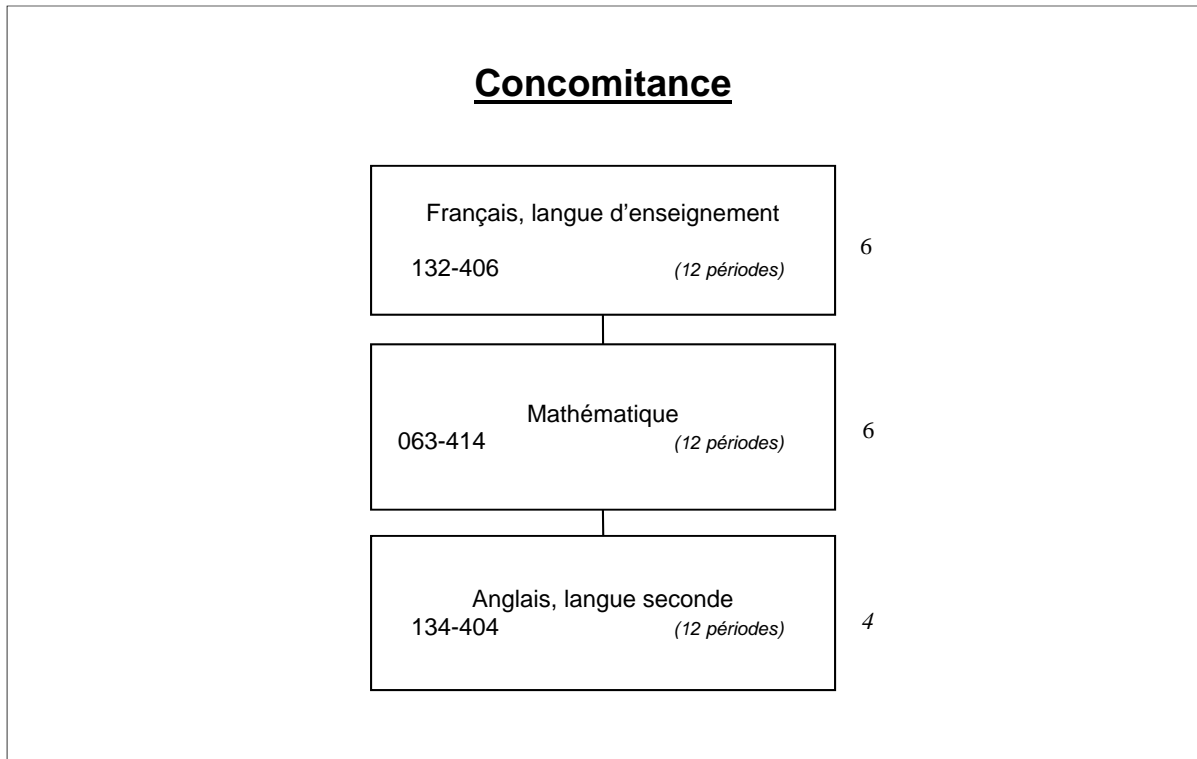 Concomitance
Français, langue d’enseignement
132-406 (12 périodes)
6
Mathématique
063-414 (12 périodes)
6
Anglais, langue seconde
134-404 (12 périodes)
4